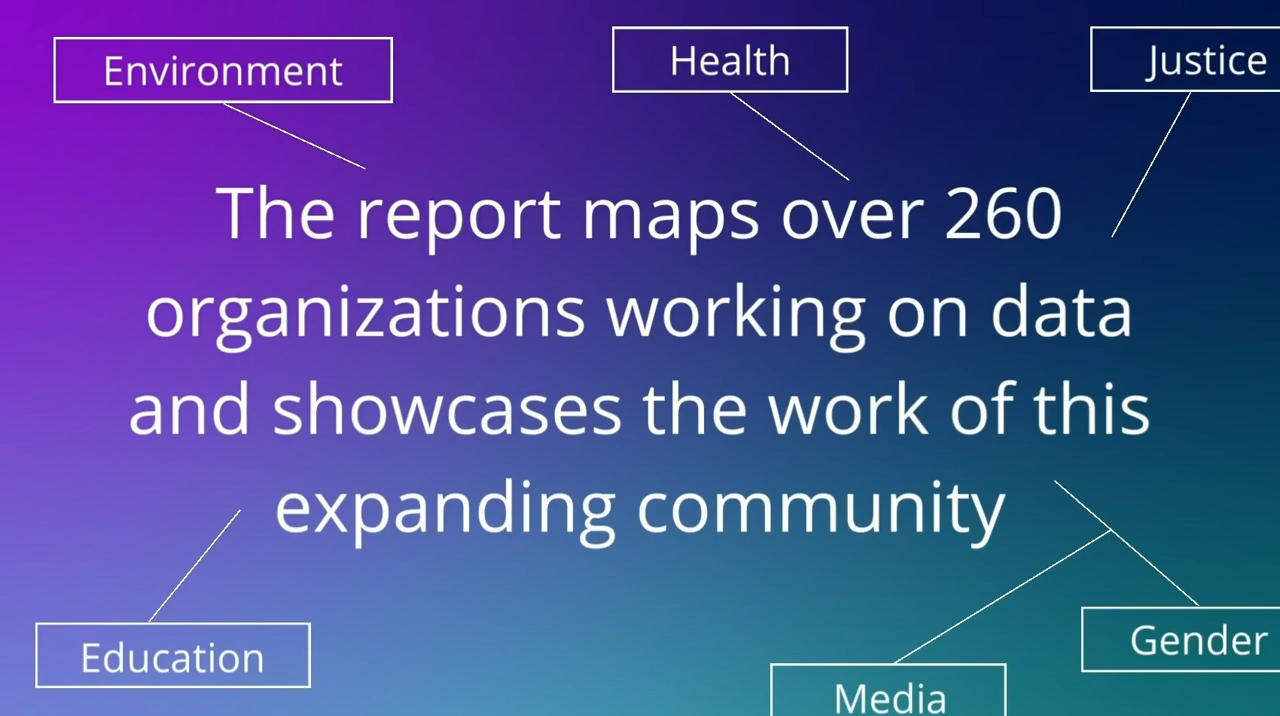 Environment
Health
Justice
The report maps over 260
organizations working on data
and showcases the work of this
expanding community
Education
Media
Gender